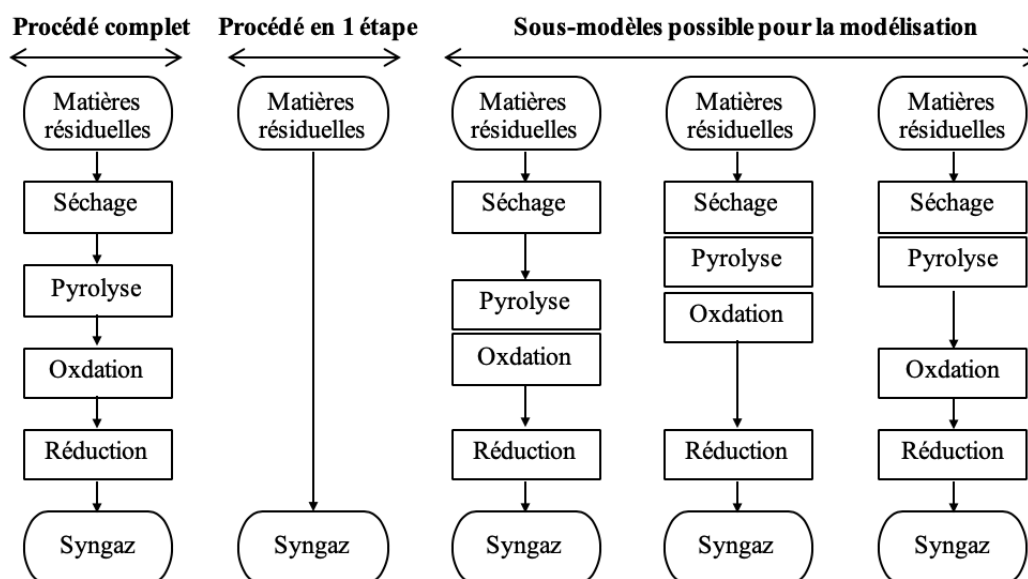 Procédé complet
Procédé en 1 étape
Sous-modèles possible pour la modélisation
Matières
résiduelles
Séchage
Pyrolyse
Oxdation
Réduction
Syngaz
Matières
résiduelles
Syngaz
Matières
résiduelles
Séchage
Pyrolyse
Oxdation
Réduction
Syngaz
Matières
résiduelles
Séchage
Pyrolyse
Oxdation
Réduction
Syngaz
Matières
résiduelles
Séchage
Pyrolyse
Oxdation
Réduction
Syngaz